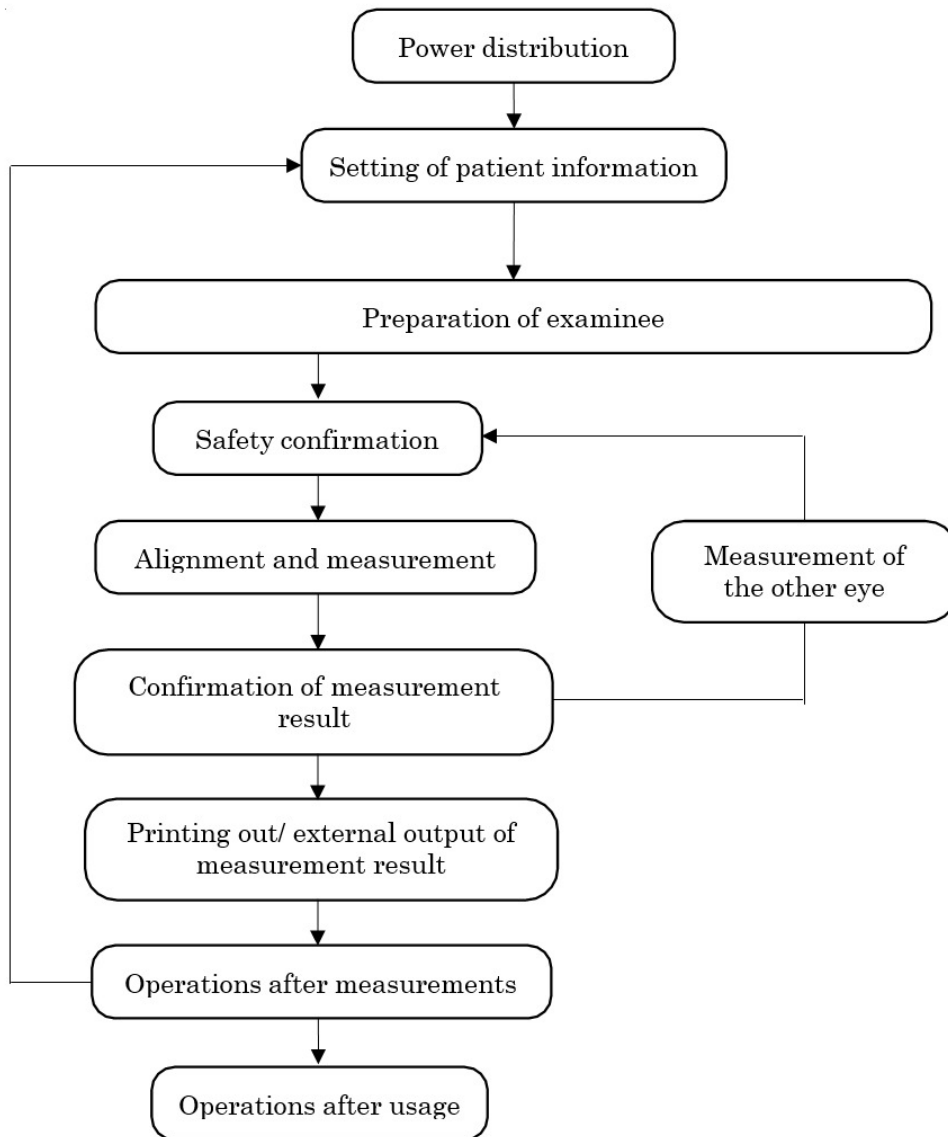 Power distribution
Setting of patient information
Preparation of examinee
Safety confirmation
Alignment and measurement
Measurement of
the other eye
Confirmation of measurement
result
Printing out/ external output of
measurement result
Operations after measurements
Operations after usage